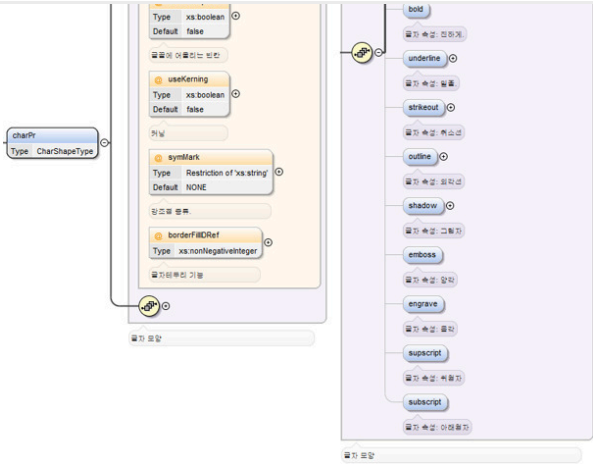 Type xs:boolean
Default false
글꼴에 어울리는 빈칸
@ useKerning
Type xs:boolean
Default false
커닝
charPr
Type CharShapeType
@ symMark
Type Restriction of 'xs:string'
Default NONE
강조점 종류.
@ borderFillIDRef
Type xs:nonNegativeInteger
글자테두리 기능
글자 모양
bold
글자 속성: 진하게.
underline
글자 속성: 밑줄
strikeout
글자 속성: 취소선
outline
글자 속성: 외곽선
shadow
글자 속성: 그림자
emboss
글자 속성: 양각
engrave
글자 속성: 음각
supscript
글자 속성: 위첨자
subscript
글자 속성: 아래첨자
글자 모양